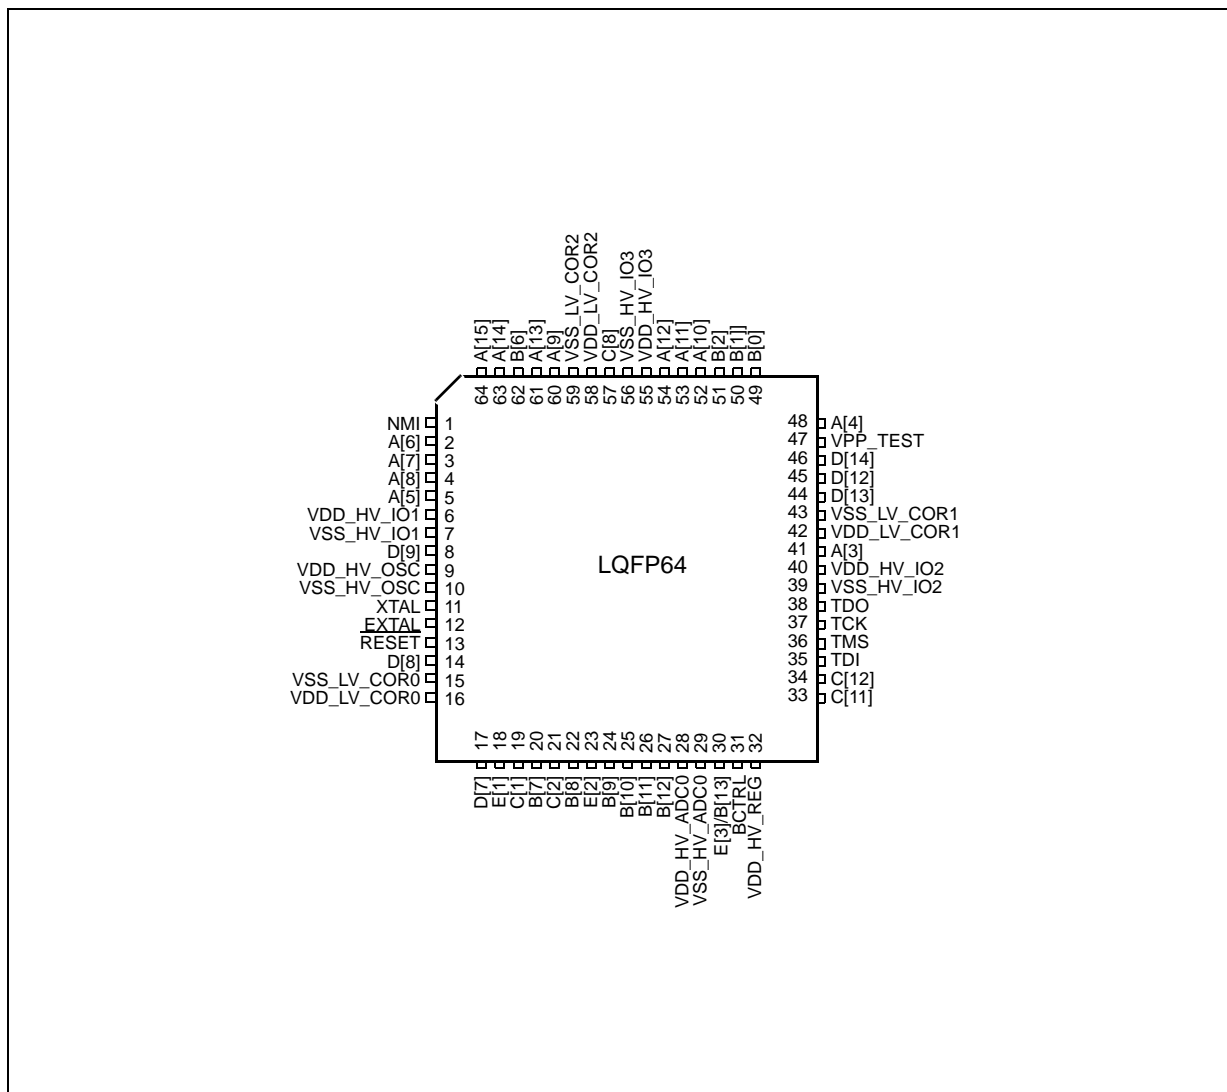 64 A[15]
63 A[14]
62 B[6]
61 A[13]
60 A[9]
59 VSS_LV_COR2
58 VDD_LV_COR2
57 C[8]
56 VSS_HV_IO3
55 VDD_HV_IO3
54 A[12]
53 A[11]
52 A[10]
51 B[2]
50 B[1]]
49 B[0]
NMI 1
A[6] 2
A[7] 3
A[8] 4
A[5] 5
VDD_HV_IO1 6
VSS_HV_IO1 7
D[9] 8
VDD_HV_OSC 9
VSS_HV_OSC 10
XTAL 11
EXTAL 12
RESET 13
D[8] 14
VSS_LV_COR0 15
VDD_LV_COR0 16
LQFP64
48 A[4]
47 VPP_TEST
46 D[14]
45 D[12]
44 D[13]
43 VSS_LV_COR1
42 VDD_LV_COR1
41 A[3]
40 VDD_HV_IO2
39 VSS_HV_IO2
38 TDO
37 TCK
36 TMS
35 TDI
34 C[12]
33 C[11]
D[7] 17
E[1] 18
C[1] 19
B[7] 20
C[2] 21
B[8] 22
E[2] 23
B[9] 24
B[10] 25
B[11] 26
B[12] 27
VDD_HV_ADC0 28
VSS_HV_ADC0 29
E[3]/B[13] 30
BCTRL 31
VDD_HV_REG 32